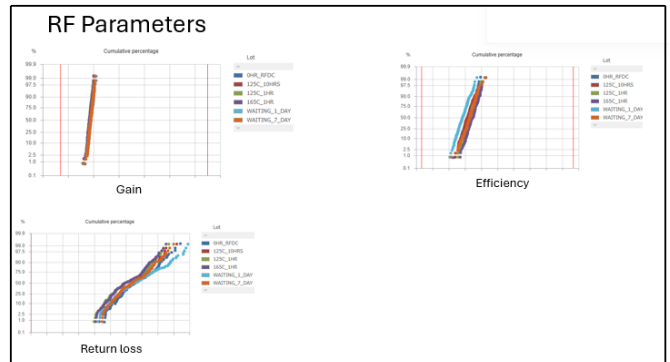 RF Parameters
%
Cumulative percentage
Lot
99.9
99.0
97.5
90.0
75.0
50.0
25.0
10.0
2.5
1.0
0.1
0HR_RFDC
125C_10HRS
125C_1HR
165C_1HR
WAITING_1_DAY
WAITING_7_DAY
Gain
%
Cumulative percentage
Lot
99.9
99.0
97.5
90.0
75.0
50.0
25.0
10.0
2.5
1.0
0.1
0HR_RFDC
125C_10HRS
125C_1HR
165C_1HR
WAITING_1_DAY
WAITING_7_DAY
Efficiency
%
Cumulative percentage
Lot
99.9
99.0
97.5
90.0
75.0
50.0
25.0
10.0
2.5
1.0
0.1
0HR_RFDC
125C_10HRS
125C_1HR
165C_1HR
WAITING_1_DAY
WAITING_7_DAY
Return loss